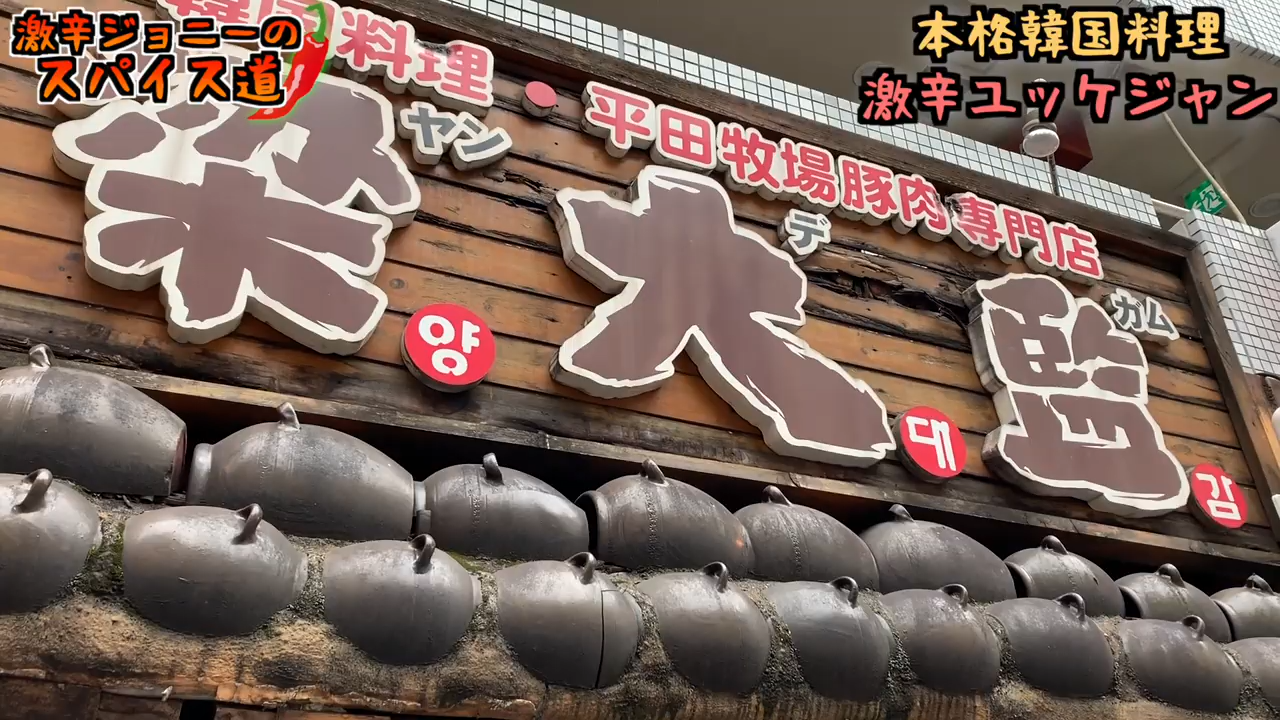 激辛ジョニーの
スパイス道
本格韓国料理
激辛ユッケジャン
韓国料理・平田牧場豚肉専門店
梁大監
ヤン
デ
ガム
양
대
감